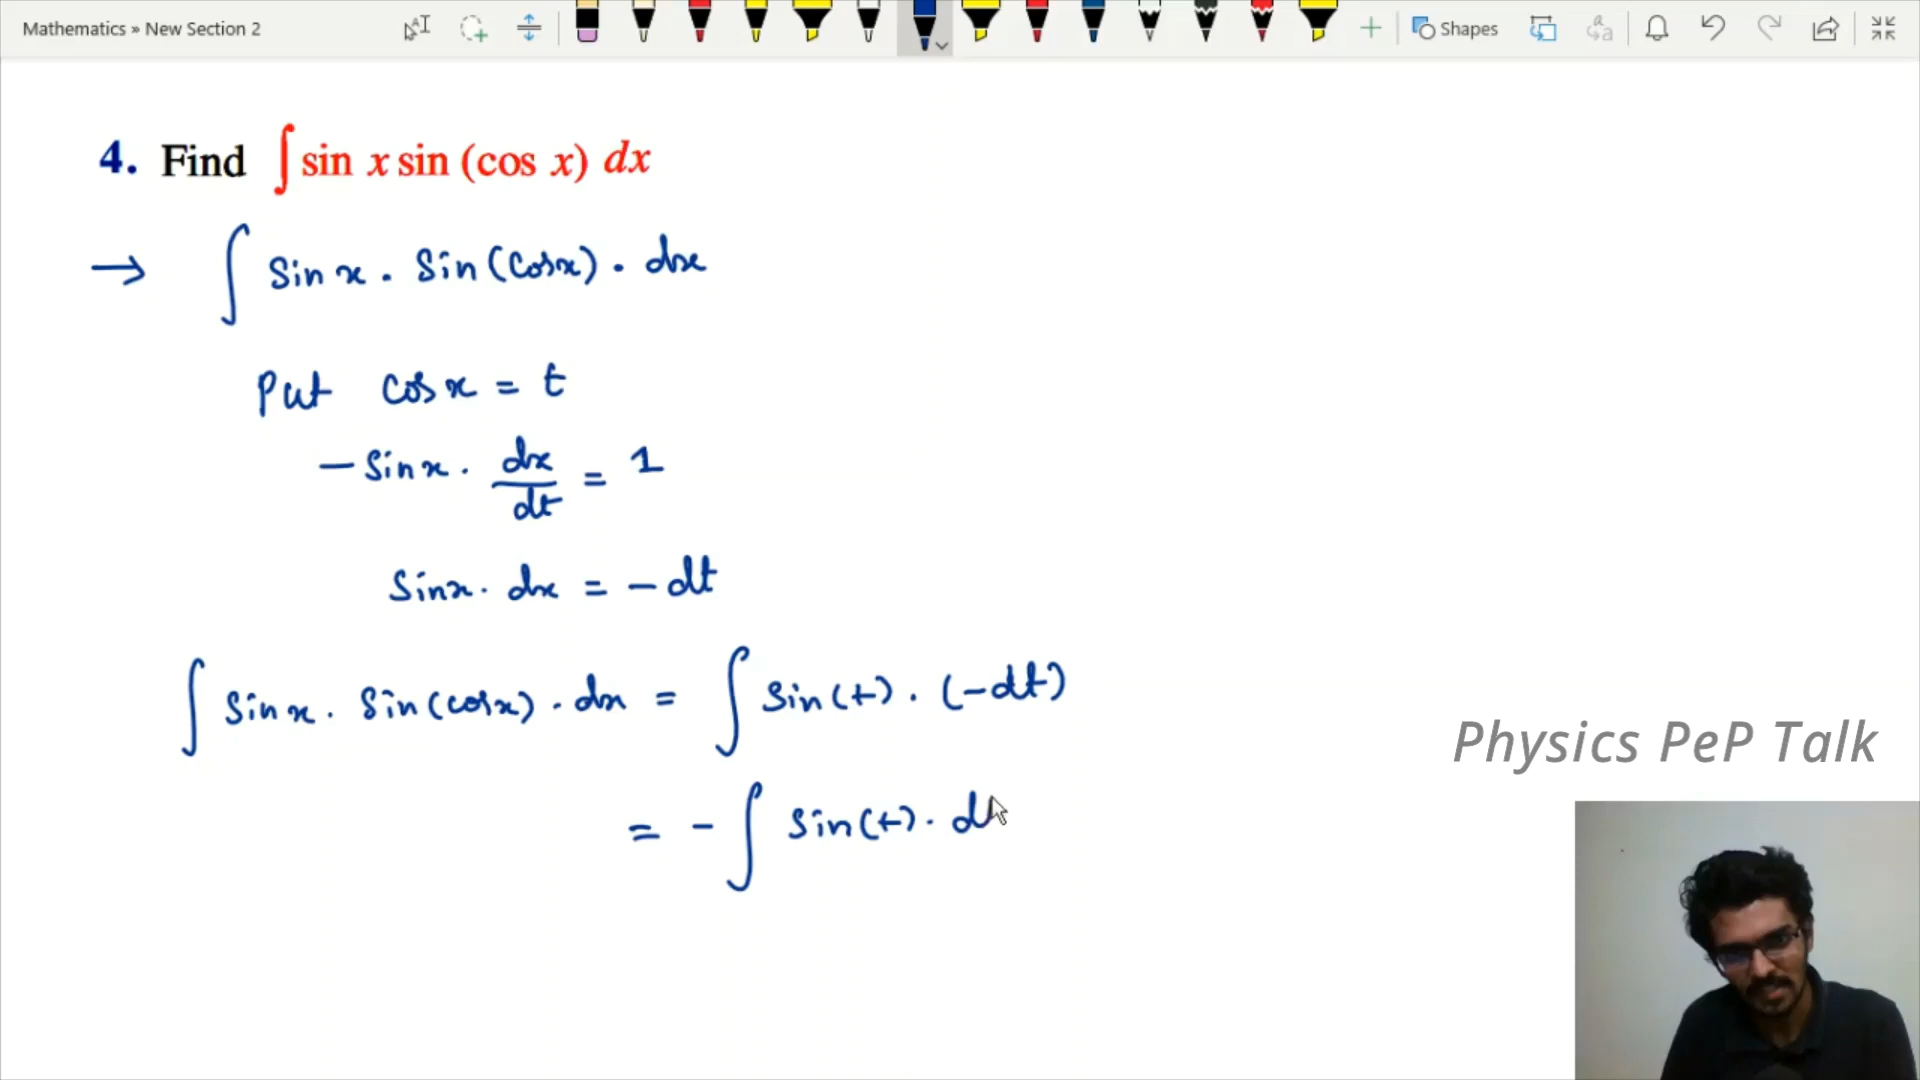 Mathematics » New Section 2
Shapes
4. Find ∫ sin x sin (cos x) dx
→ ∫ Sin x . Sin (Cosx) . dx
Put Cos x = t
- Sin x . dx/dt = 1
Sinx . dx = - dt
∫ Sin x . Sin (cosx) . dx = ∫ Sin (t) . (-dt)
= - ∫ Sin (t) . dt
Physics PeP Talk